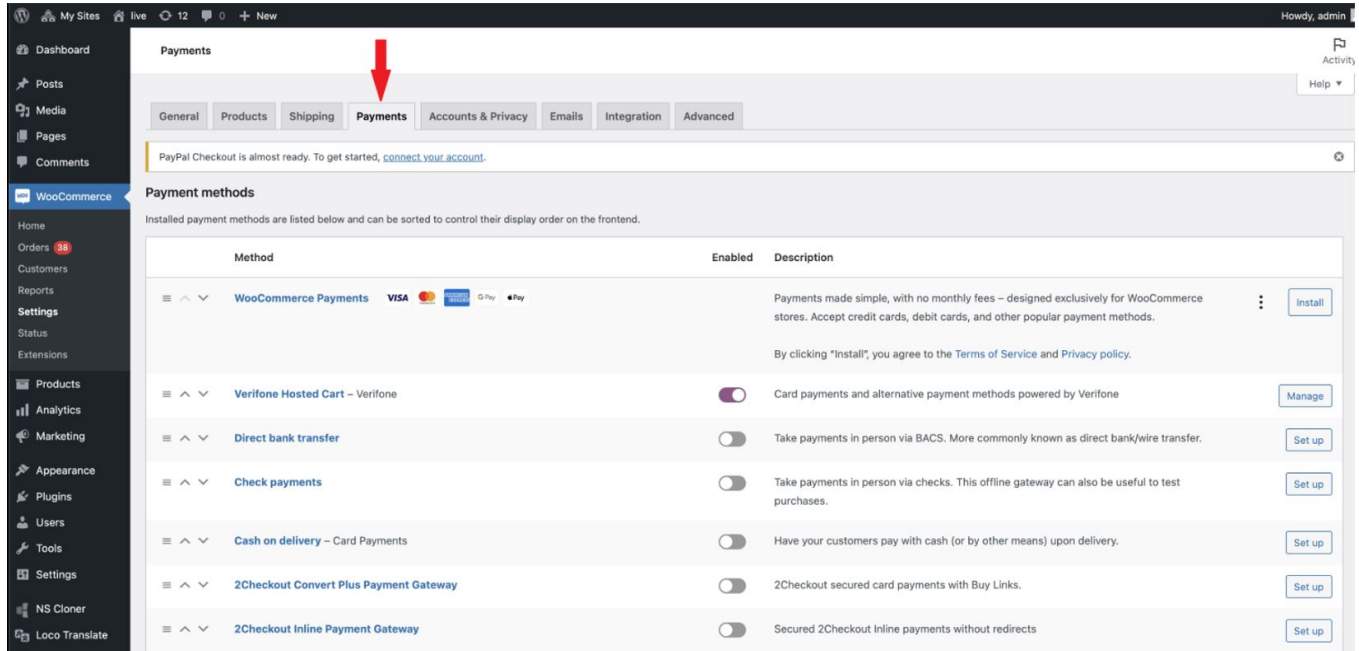 My Sites live 12 0 New Howdy, admin
Dashboard
Posts
Media
Pages
Comments
WooCommerce
Home
Orders 38
Customers
Reports
Settings
Status
Extensions
Products
Analytics
Marketing
Appearance
Plugins
Users
Tools
Settings
NS Cloner
Loco Translate
Payments
Activity
Help
General Products Shipping Payments Accounts & Privacy Emails Integration Advanced
PayPal Checkout is almost ready. To get started, connect your account.
Payment methods
Installed payment methods are listed below and can be sorted to control their display order on the frontend.
Method Enabled Description
WooCommerce Payments VISA G Pay Pay
Payments made simple, with no monthly fees – designed exclusively for WooCommerce
stores. Accept credit cards, debit cards, and other popular payment methods.
Install
By clicking "Install", you agree to the Terms of Service and Privacy policy.
Verifone Hosted Cart – Verifone Card payments and alternative payment methods powered by Verifone Manage
Direct bank transfer Take payments in person via BACS. More commonly known as direct bank/wire transfer. Set up
Check payments Take payments in person via checks. This offline gateway can also be useful to test
purchases.
Set up
Cash on delivery – Card Payments Have your customers pay with cash (or by other means) upon delivery. Set up
2Checkout Convert Plus Payment Gateway 2Checkout secured card payments with Buy Links. Set up
2Checkout Inline Payment Gateway Secured 2Checkout Inline payments without redirects Set up